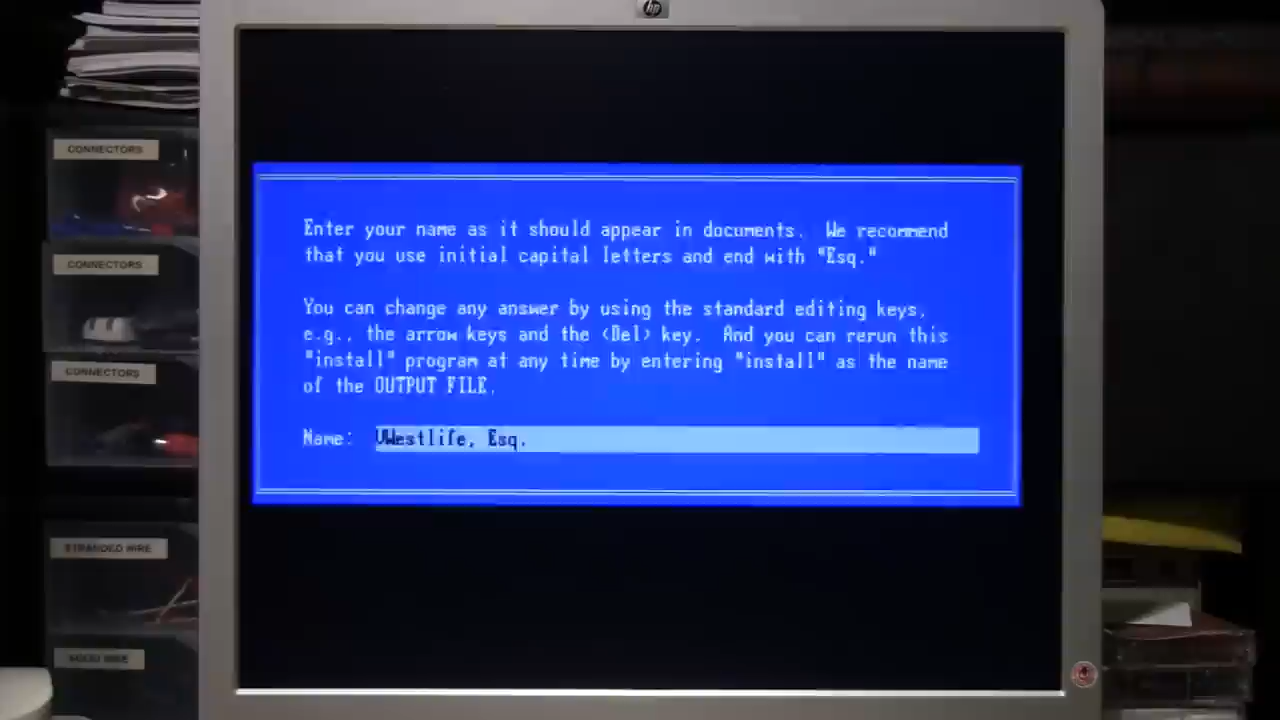 hp
CONNECTORS
CONNECTORS
CONNECTORS
STRANDED WIRE
SOLID WIRE
Enter your name as it should appear in documents.  We recommend
that you use initial capital letters and end with "Esq."
You can change any answer by using the standard editing keys,
e.g., the arrow keys and the <Del> key.  And you can rerun this
"install" program at any time by entering "install" as the name
of the OUTPUT FILE.
Name: VWestlife, Esq.